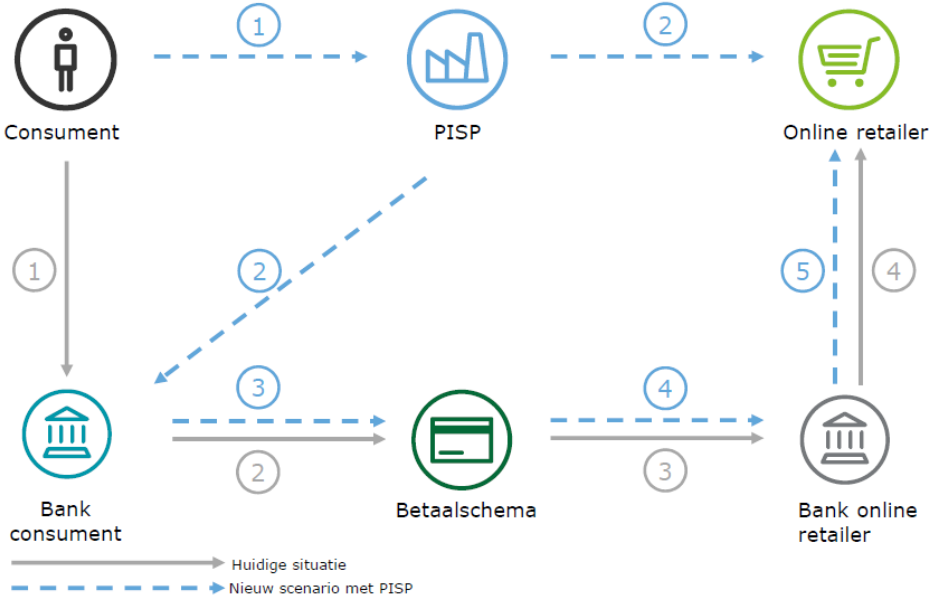 1
2
Consument
PISP
Online retailer
1
2
5
4
3
4
2
3
Bank
consument
Betaalschema
Bank online
retailer
Huidige situatie
Nieuw scenario met PISP